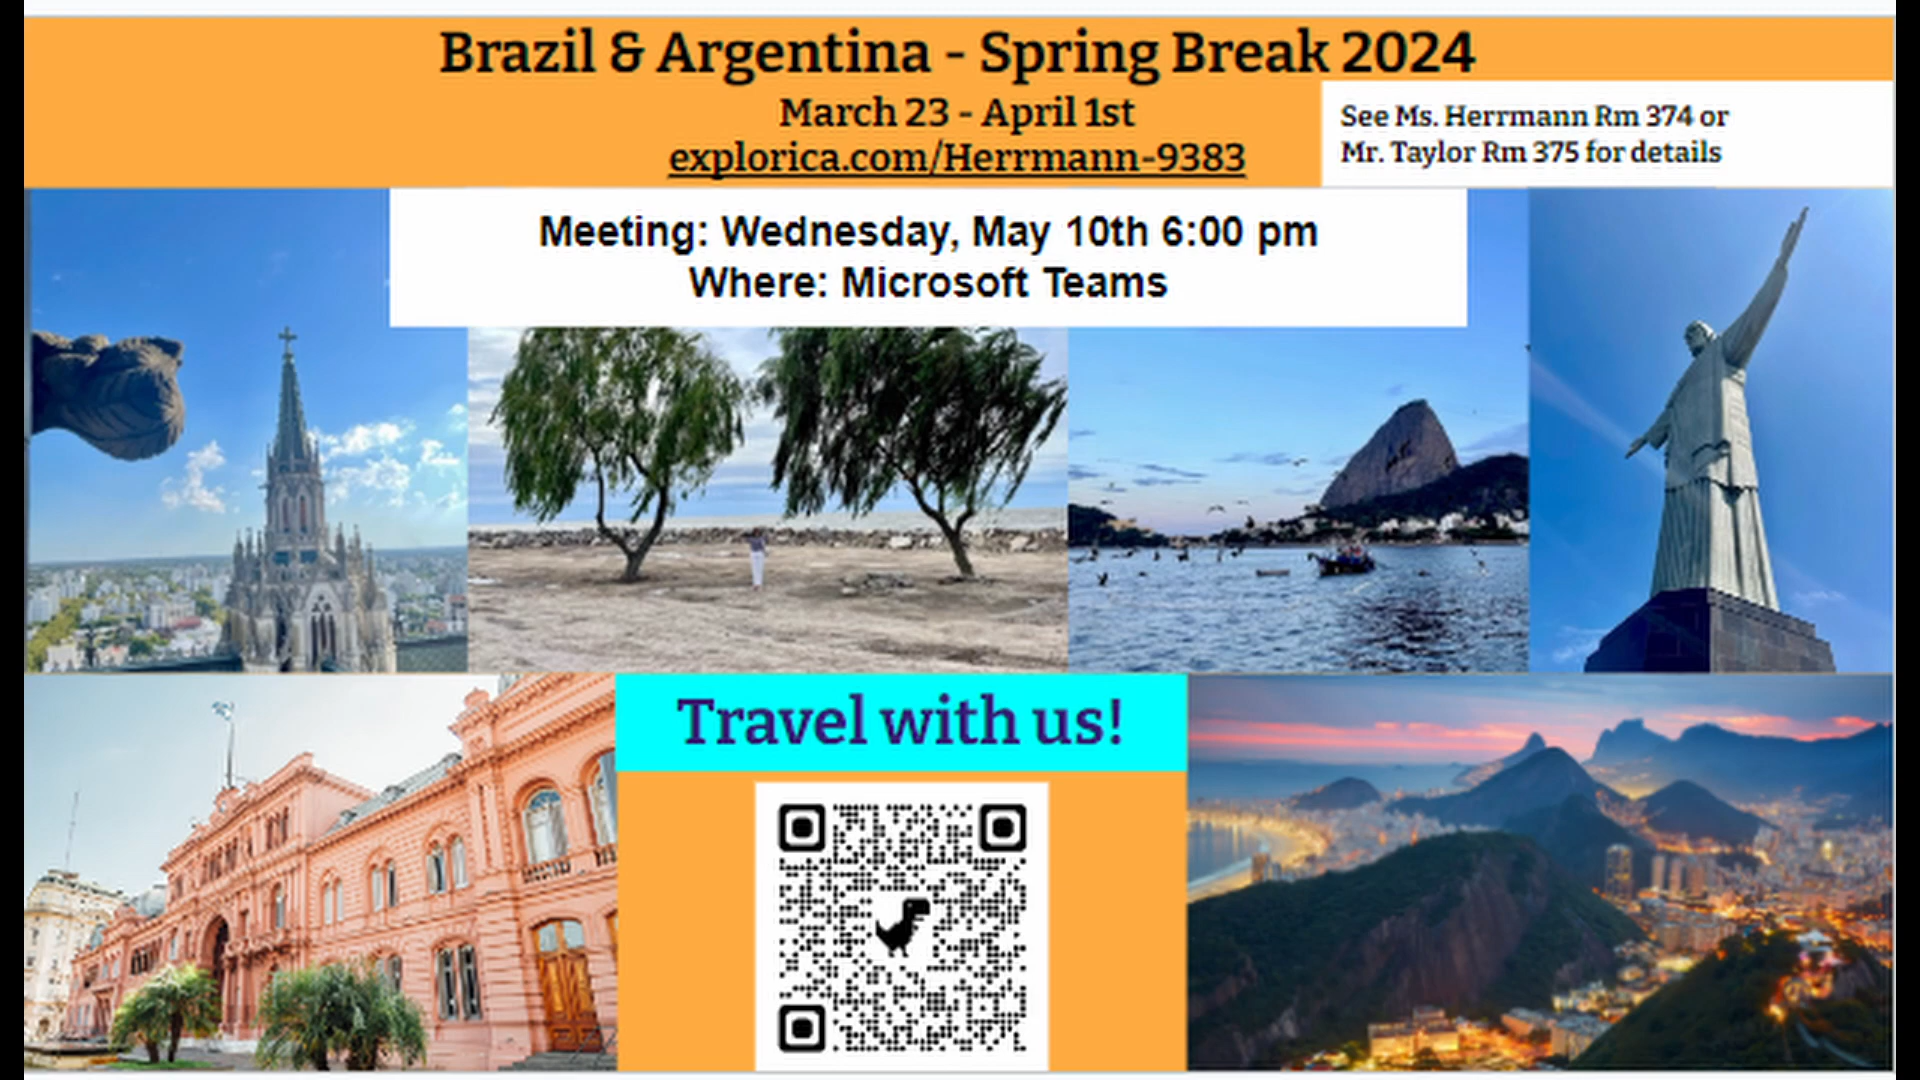 Brazil & Argentina - Spring Break 2024
March 23 - April 1st
explorica.com/Herrmann-9383
See Ms. Herrmann Rm 374 or
Mr. Taylor Rm 375 for details
Meeting: Wednesday, May 10th 6:00 pm
Where: Microsoft Teams
Travel with us!